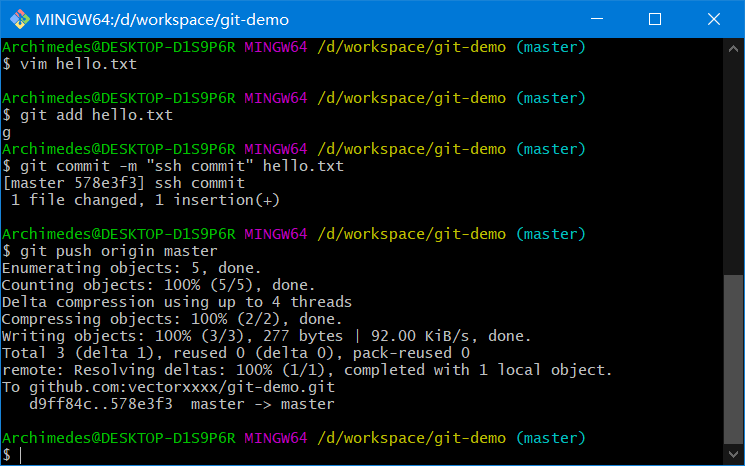 MINGW64:/d/workspace/git-demo
Archimedes@DESKTOP-D1S9P6R MINGW64 /d/workspace/git-demo (master)
$ vim hello.txt
Archimedes@DESKTOP-D1S9P6R MINGW64 /d/workspace/git-demo (master)
$ git add hello.txt
g
Archimedes@DESKTOP-D1S9P6R MINGW64 /d/workspace/git-demo (master)
$ git commit -m "ssh commit" hello.txt
[master 578e3f3] ssh commit
 1 file changed, 1 insertion(+)
Archimedes@DESKTOP-D1S9P6R MINGW64 /d/workspace/git-demo (master)
$ git push origin master
Enumerating objects: 5, done.
Counting objects: 100% (5/5), done.
Delta compression using up to 4 threads
Compressing objects: 100% (2/2), done.
Writing objects: 100% (3/3), 277 bytes | 92.00 KiB/s, done.
Total 3 (delta 1), reused 0 (delta 0), pack-reused 0
remote: Resolving deltas: 100% (1/1), completed with 1 local object.
To github.com:vectorxxxx/git-demo.git
   d9ff84c..578e3f3  master -> master
Archimedes@DESKTOP-D1S9P6R MINGW64 /d/workspace/git-demo (master)
$